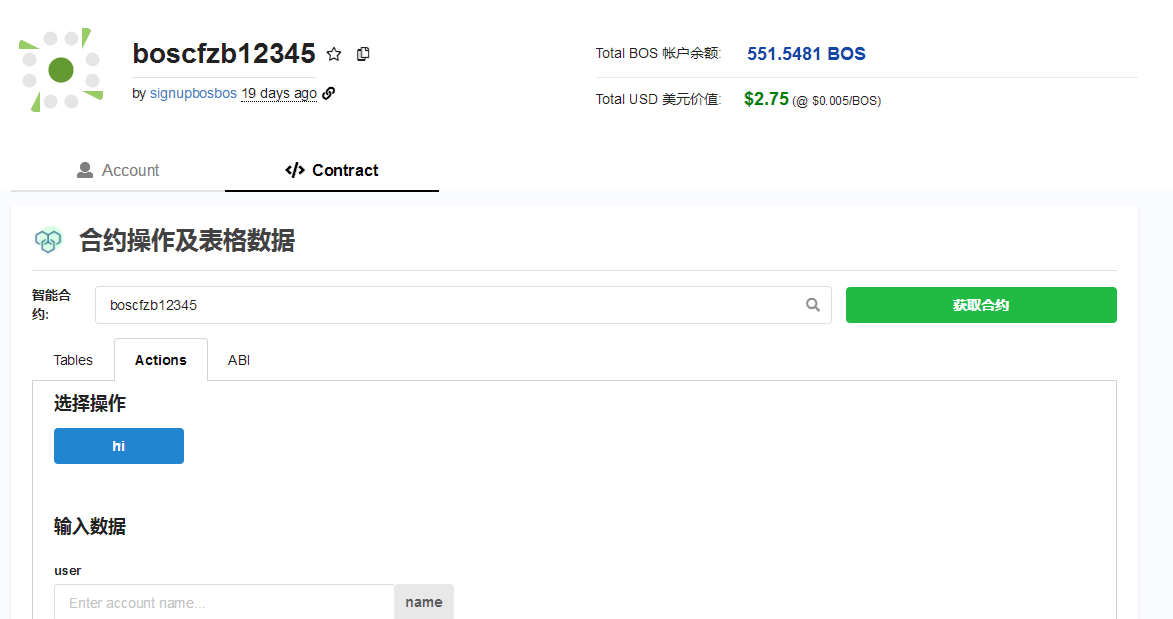 boscfzb12345
by signupbosbos 19 days ago
Total BOS 帐户余额: 551.5481 BOS
Total USD 美元价值: $2.75 (@ $0.005/BOS)
Account </> Contract
合约操作及表格数据
智能合约: boscfzb12345 获取合约
Tables Actions ABI
选择操作
hi
输入数据
user
Enter account name... name